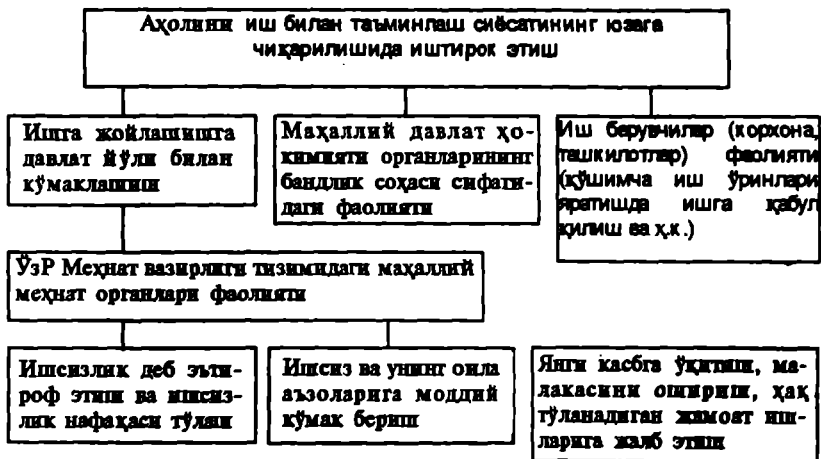 Аҳолини иш билан таъминлаш сиёсатининг юзага
чиқарилишида иштирок этиш
Ишга жойлашишга
давлат йўли билан
кўмаклашиш
Маҳаллий давлат ҳо-
кимияти органларининг
бандлик соҳаси сифати-
даги фаолияти
Иш берувчилар (корхона,
ташкилотлар) фаолияти
(қўшимча иш ўринлари
яратишда ишга қабул
қилиш ва ҳ.к.)
ЎзР Меҳнат вазирлиги тизимидаги маҳаллий
меҳнат органлари фаолияти
Ишсизлик деб эъти-
роф этиш ва ишсиз-
лик нафақаси тўлаш
Ишсиз ва унинг оила
аъзоларига моддий
кўмак бериш
Янги касбга ўқитиш, ма-
лакасини ошириш, ҳақ
тўланадиган жамоат иш-
ларига жалб этиш